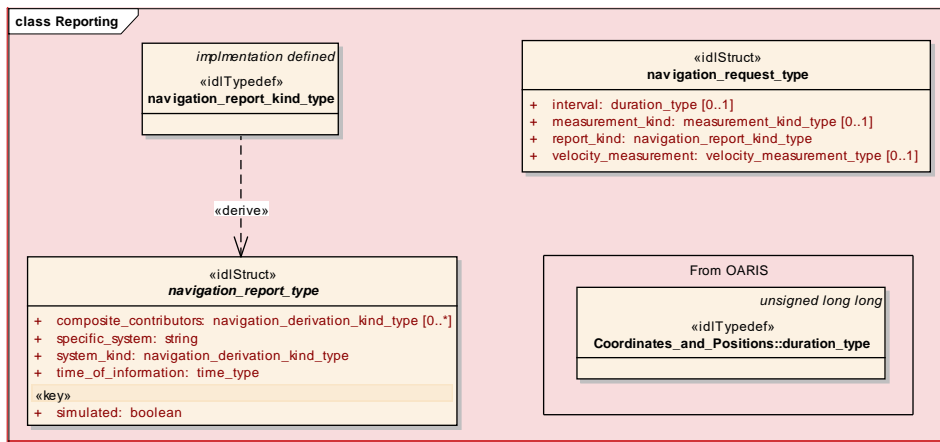 class Reporting
implmentation defined
«idlTypedef»
navigation_report_kind_type
«derive»
«idlStruct»
navigation_report_type
+ composite_contributors: navigation_derivation_kind_type [0..*]
+ specific_system: string
+ system_kind: navigation_derivation_kind_type
+ time_of_information: time_type
«key»
+ simulated: boolean
«idlStruct»
navigation_request_type
+ interval: duration_type [0..1]
+ measurement_kind: measurement_kind_type [0..1]
+ report_kind: navigation_report_kind_type
+ velocity_measurement: velocity_measurement_type [0..1]
From OARIS
unsigned long long
«idlTypedef»
Coordinates_and_Positions::duration_type